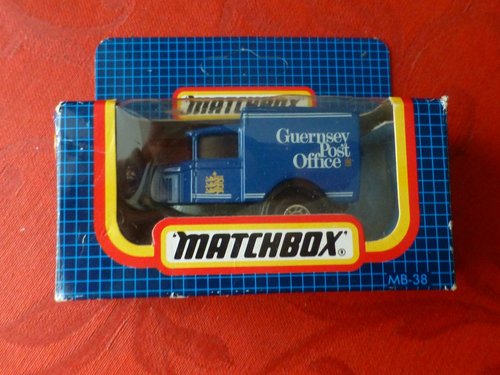 "MATCHBOX"
Guernsey
Post
Office
"MATCHBOX"®
MB-38